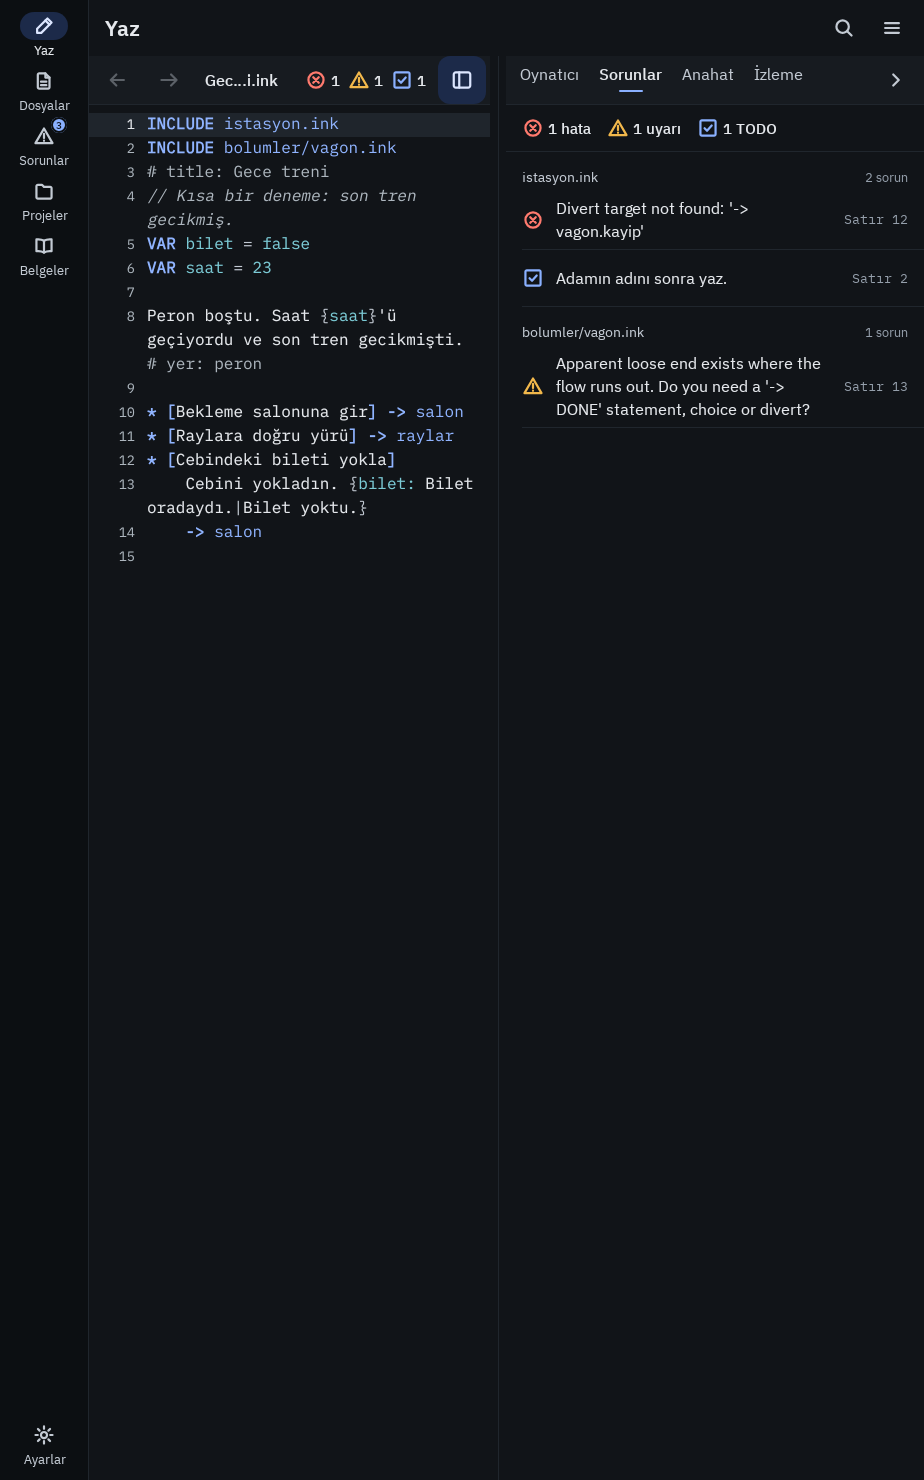 Yaz
Dosyalar
3
Sorunlar
Projeler
Belgeler
Ayarlar
Yaz
Gec...i.ink
1
1
1
1 INCLUDE istasyon.ink
2 INCLUDE bolumler/vagon.ink
3 # title: Gece treni
4 // Kısa bir deneme: son tren
gecikmiş.
5 VAR bilet = false
6 VAR saat = 23
7
8 Peron boştu. Saat {saat}'ü
geçiyordu ve son tren gecikmişti.
# yer: peron
9
10 * [Bekleme salonuna gir] -> salon
11 * [Raylara doğru yürü] -> raylar
12 * [Cebindeki bileti yokla]
13 Cebini yokladın. {bilet: Bilet
oradaydı.|Bilet yoktu.}
14 -> salon
15
Oynatıcı Sorunlar Anahat İzleme
1 hata 1 uyarı 1 TODO
istasyon.ink 2 sorun
Divert target not found: '->
vagon.kayip'
Satır 12
Adamın adını sonra yaz. Satır 2
bolumler/vagon.ink 1 sorun
Apparent loose end exists where the
flow runs out. Do you need a '->
DONE' statement, choice or divert?
Satır 13